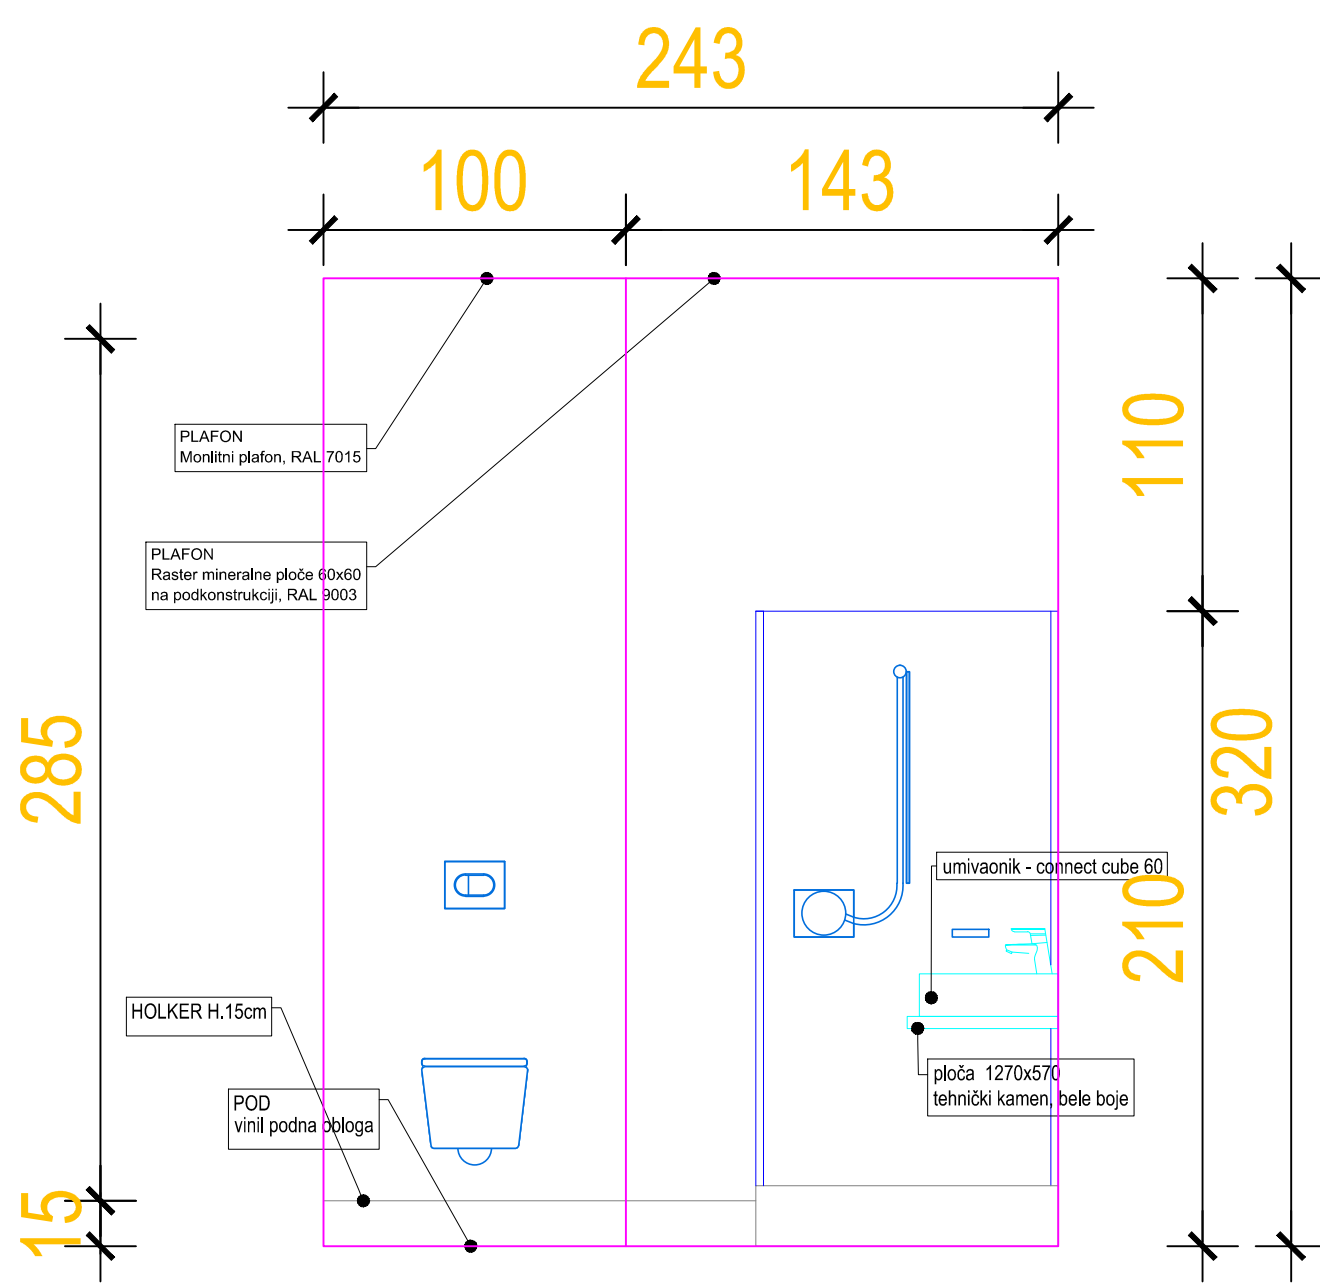 243
100
143
PLAFON
Monlitni plafon, RAL 7015
110
PLAFON
Raster mineralne ploče 60x60
na podkonstrukciji, RAL 9003
285
320
umivaonik - connect cube 60
210
HOLKER H.15cm
ploča 1270x570
tehnički kamen, bele boje
POD
vinil podna obloga
15